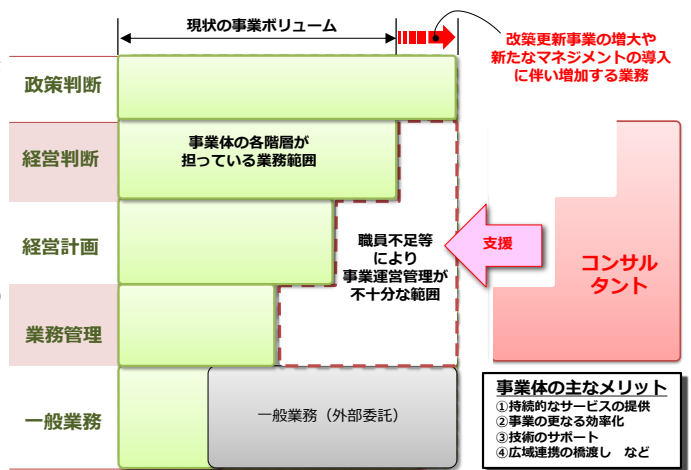 現状の事業ボリューム
改築更新事業の増大や
新たなマネジメントの導入
に伴い増加する業務
政策判断
経営判断
事業体の各階層が
担っている業務範囲
経営計画
職員不足等
により
事業運営管理が
不十分な範囲
支援
コンサル
タント
業務管理
一般業務
一般業務（外部委託）
事業体の主なメリット
①持続的なサービスの提供
②事業の更なる効率化
③技術のサポート
④広域連携の橋渡し　など